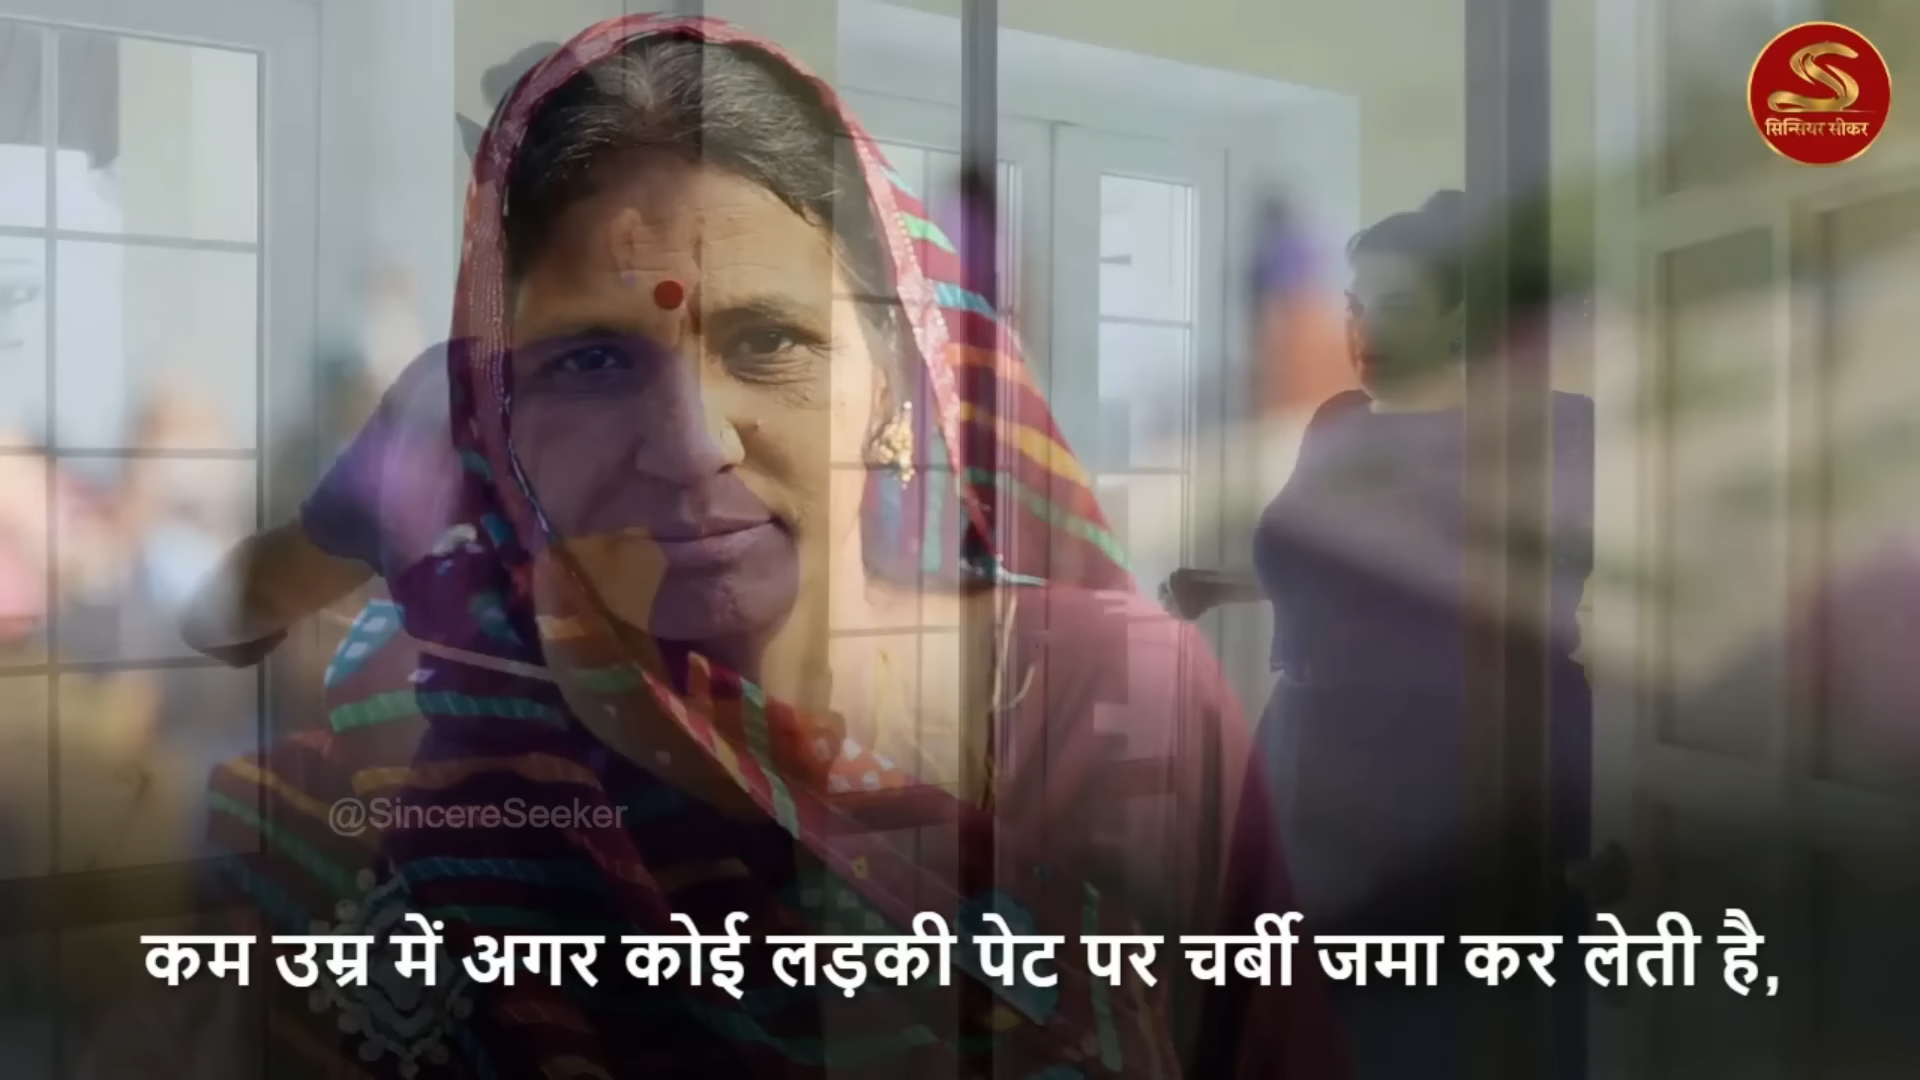 सिन्सियर सीकर
@SincereSeeker
कम उम्र में अगर कोई लड़की पेट पर चर्बी जमा कर लेती है,